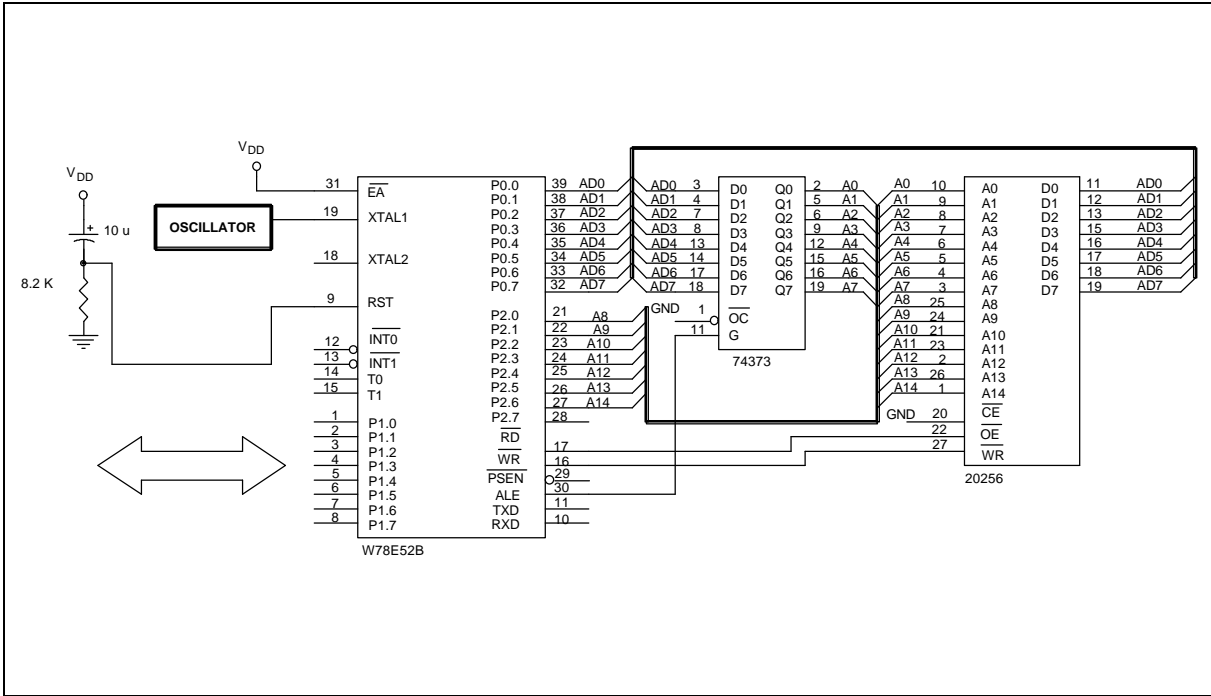 VDD
10 u
8.2 K
VDD
OSCILLATOR
31 EA
19 XTAL1
18 XTAL2
9 RST
12 INT0
13 INT1
14 T0
15 T1
1 P1.0
2 P1.1
3 P1.2
4 P1.3
5 P1.4
6 P1.5
7 P1.6
8 P1.7
P0.0 39 AD0
P0.1 38 AD1
P0.2 37 AD2
P0.3 36 AD3
P0.4 35 AD4
P0.5 34 AD5
P0.6 33 AD6
P0.7 32 AD7
P2.0 21 A8
P2.1 22 A9
P2.2 23 A10
P2.3 24 A11
P2.4 25 A12
P2.5 26 A13
P2.6 27 A14
P2.7 28
RD 17
WR 16
PSEN 29
ALE 30
TXD 11
RXD 10
W78E52B
AD0 3 D0 Q0 2 A0
AD1 4 D1 Q1 5 A1
AD2 7 D2 Q2 6 A2
AD3 8 D3 Q3 9 A3
AD4 13 D4 Q4 12 A4
AD5 14 D5 Q5 15 A5
AD6 17 D6 Q6 16 A6
AD7 18 D7 Q7 19 A7
GND 1 OC
11 G
74373
A0 10 A0 D0 11 AD0
A1 9 A1 D1 12 AD1
A2 8 A2 D2 13 AD2
A3 7 A3 D3 15 AD3
A4 6 A4 D4 16 AD4
A5 5 A5 D5 17 AD5
A6 4 A6 D6 18 AD6
A7 3 A7 D7 19 AD7
A8 25 A8
A9 24 A9
A10 21 A10
A11 23 A11
A12 2 A12
A13 26 A13
A14 1 A14
GND 20 CE
22 OE
27 WR
20256